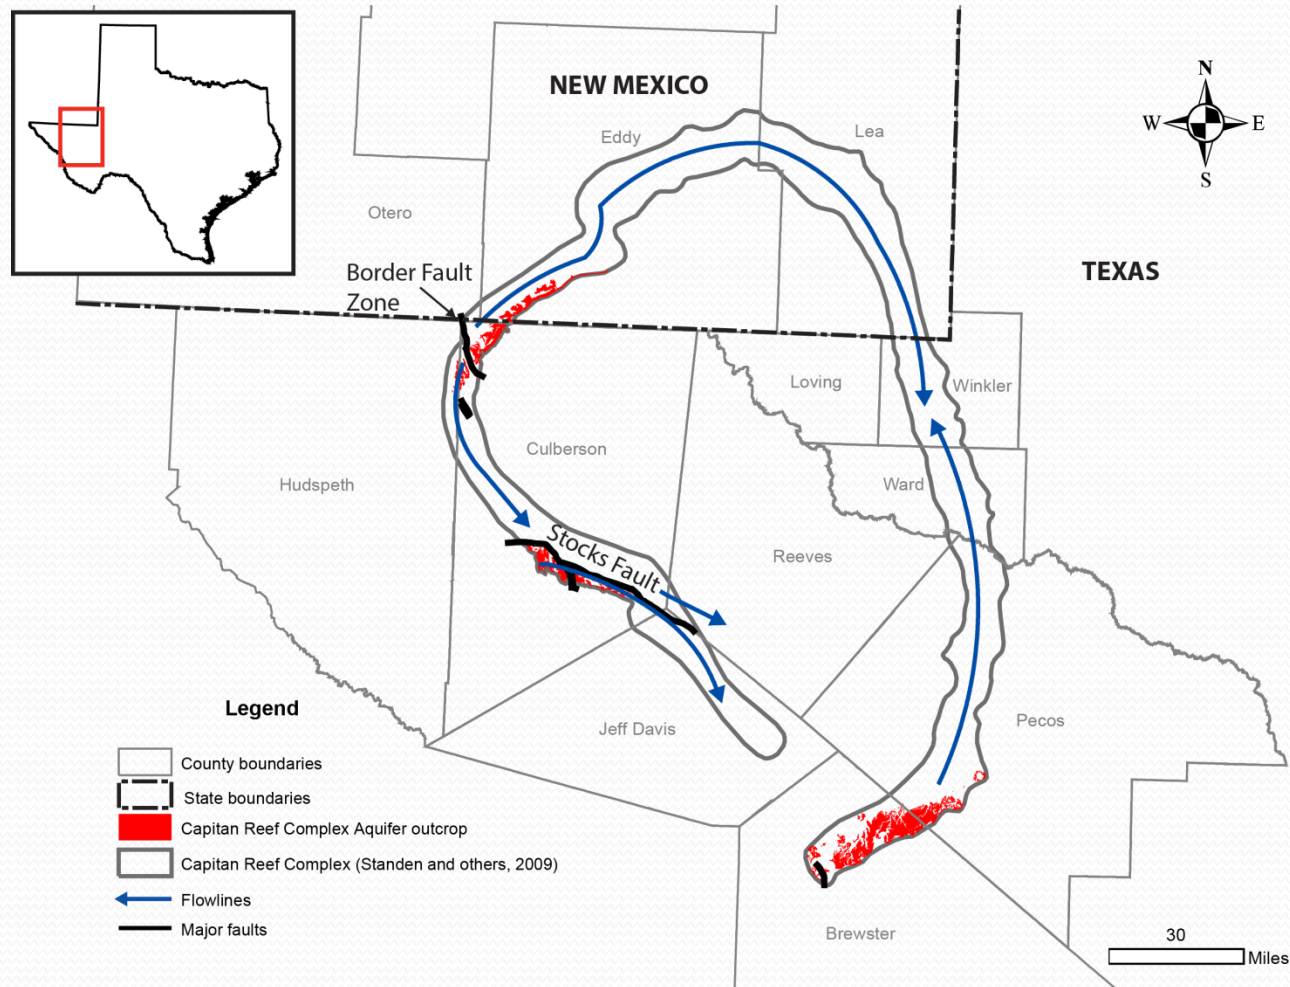 NEW MEXICO
N
W
E
S
Eddy
Lea
Otero
Border Fault
Zone
TEXAS
Loving
Winkler
Culberson
Hudspeth
Ward
Stocks Fault
Reeves
Pecos
Jeff Davis
Brewster
Legend
County boundaries
State boundaries
Capitan Reef Complex Aquifer outcrop
Capitan Reef Complex (Standen and others, 2009)
Flowlines
Major faults
30
Miles